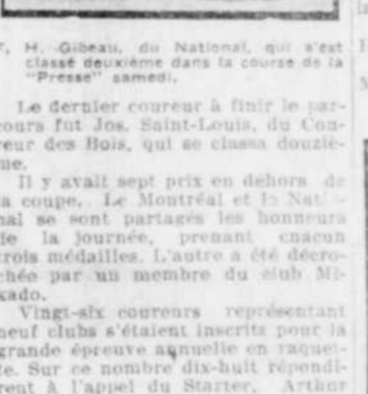 r, H. Gibeau, du National, qui s'est
classé deuxième dans la course de la
"Presse" samedi.
Le dernier coureur à finir le par-
cours fut Jos. Saint-Louis, du Cou-
reur des Bois, qui se classa douziè-
me.
Il y avait sept prix en dehors de
la coupe. Le Montréal et le Natio-
nal se sont partagés les honneurs
de la journée, prenant chacun
trois médailles. L'autre a été décro-
chée par un membre du club Mi-
kado.
Vingt-six coureurs représentant
neuf clubs s'étaient inscrits pour la
grande épreuve annuelle en raquet-
te. Sur ce nombre dix-huit répondi-
rent à l'appel du Starter, Arthur